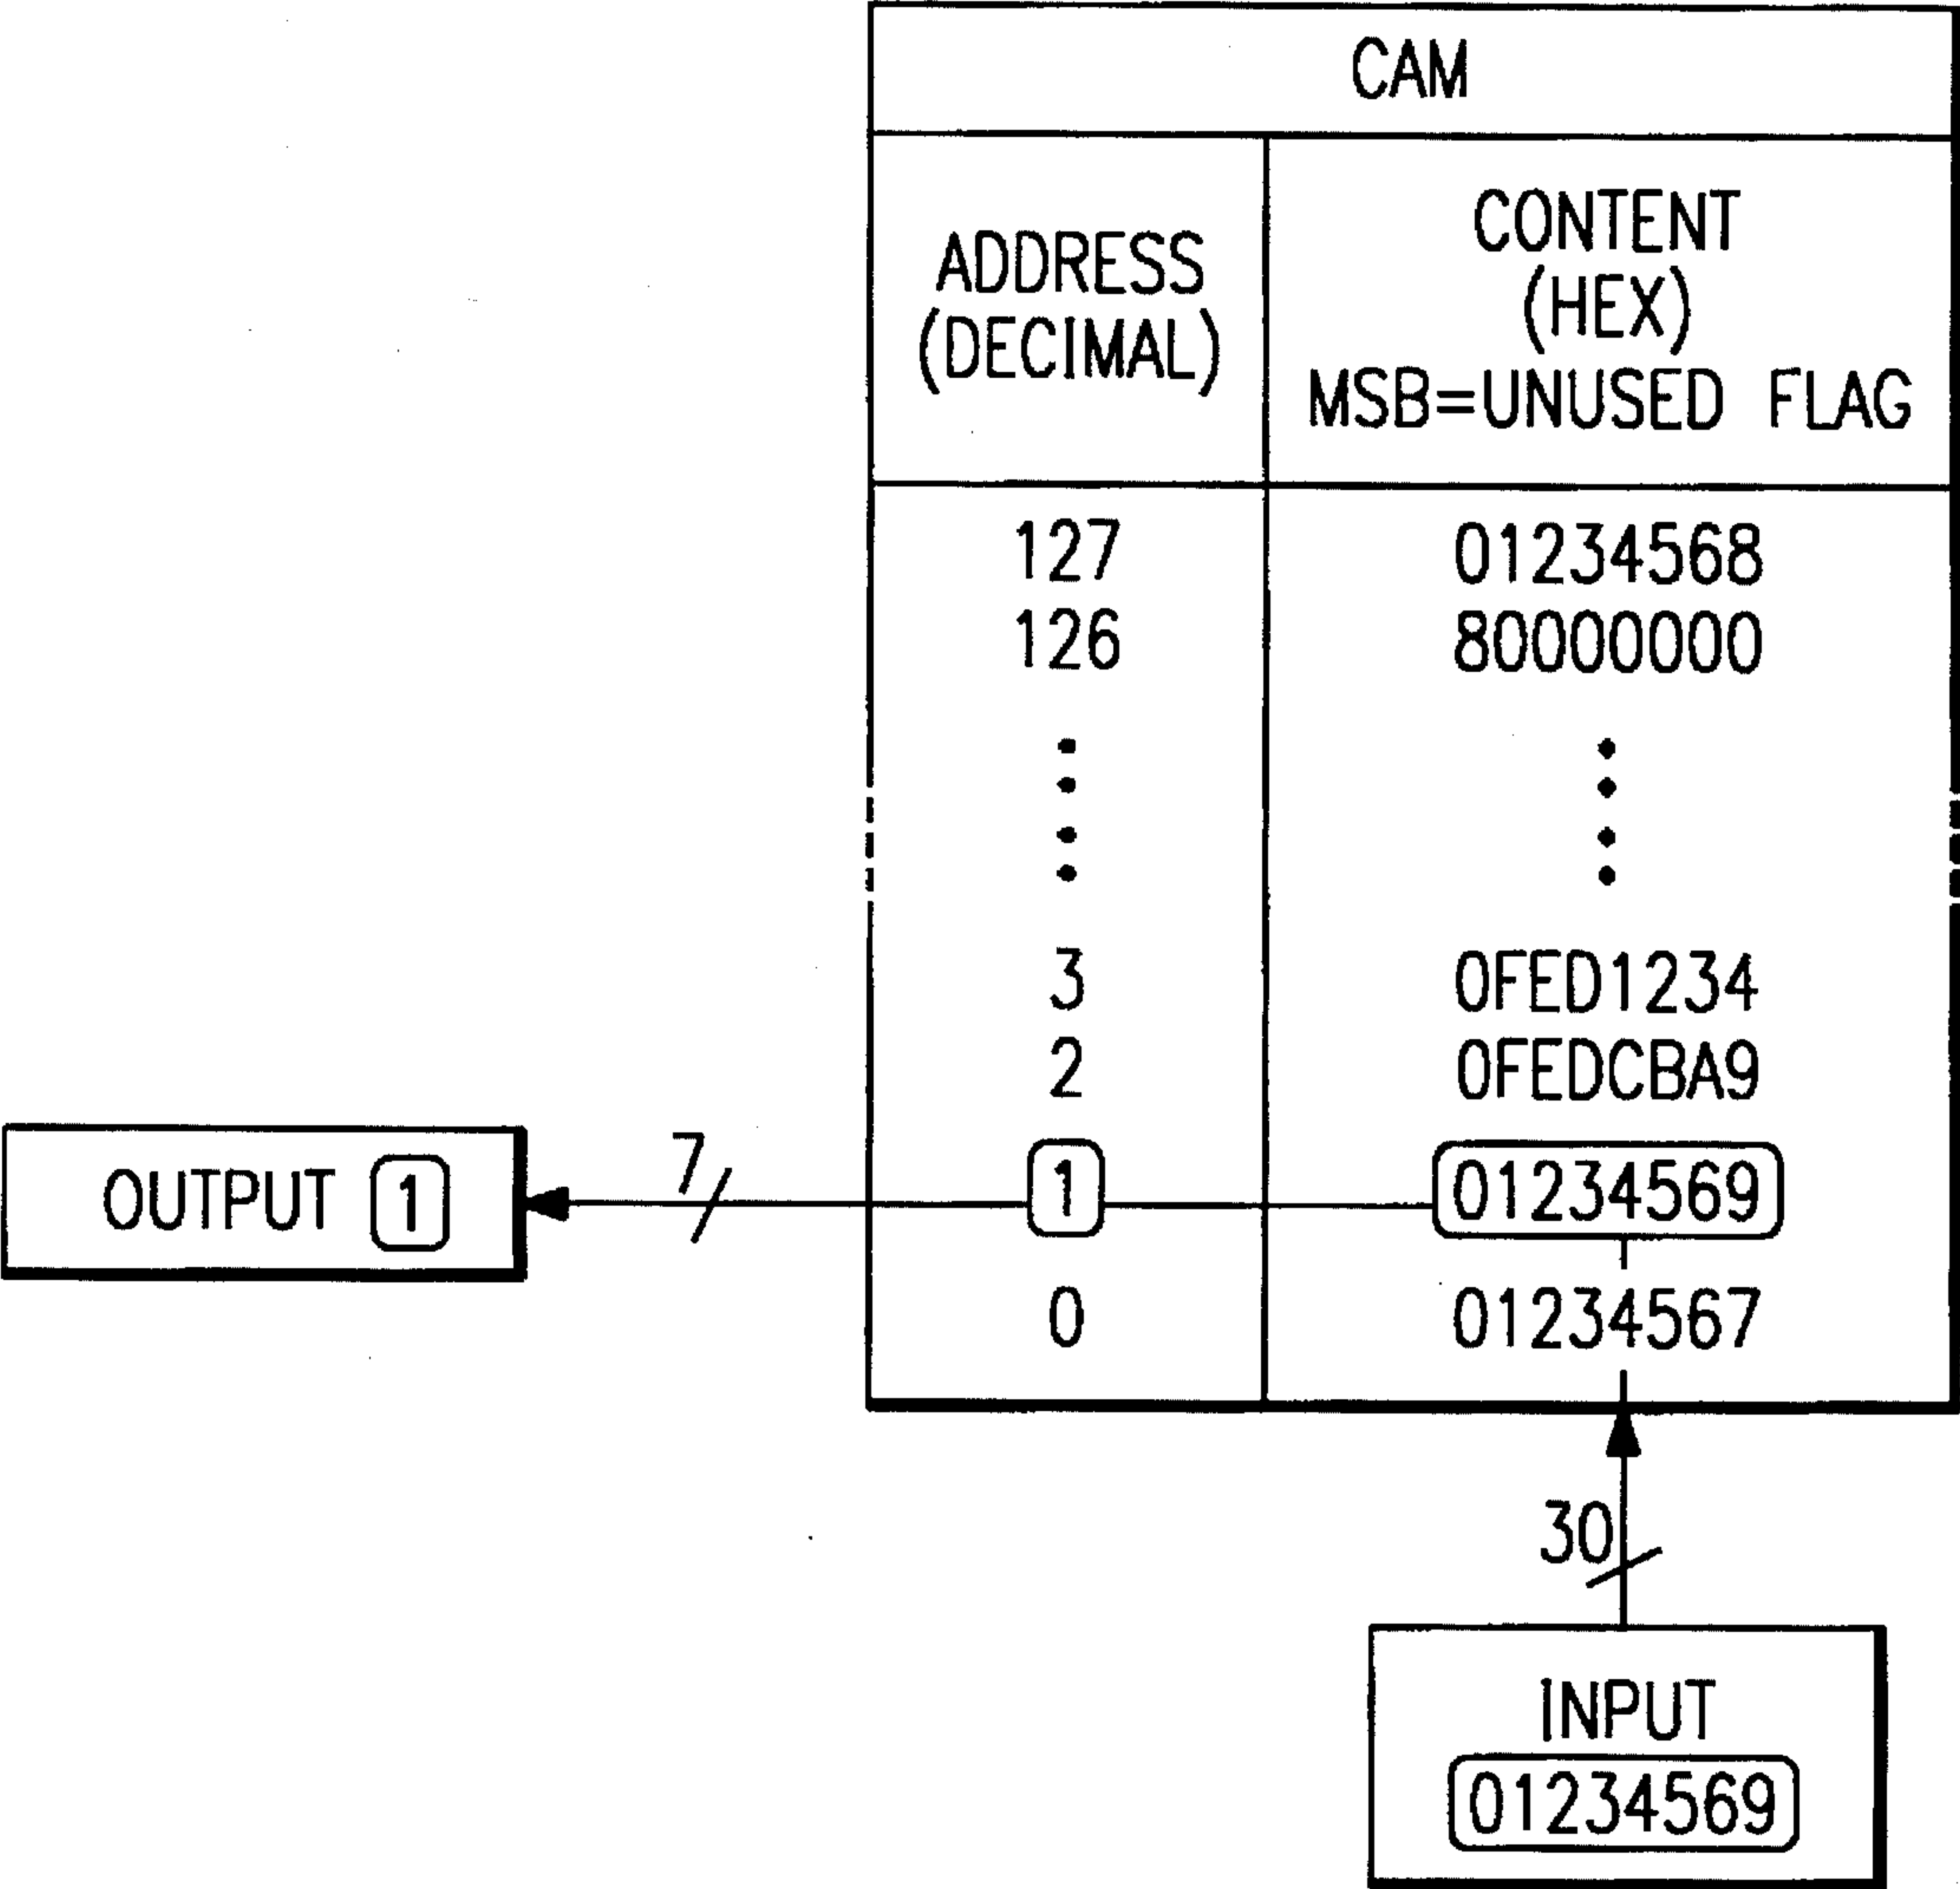 CAM
ADDRESS
(DECIMAL)
CONTENT
(HEX)
MSB=UNUSED FLAG
127 01234568
126 80000000
3 0FED1234
2 0FEDCBA9
OUTPUT 1 7 1 01234569
0 01234567
30
INPUT
01234569